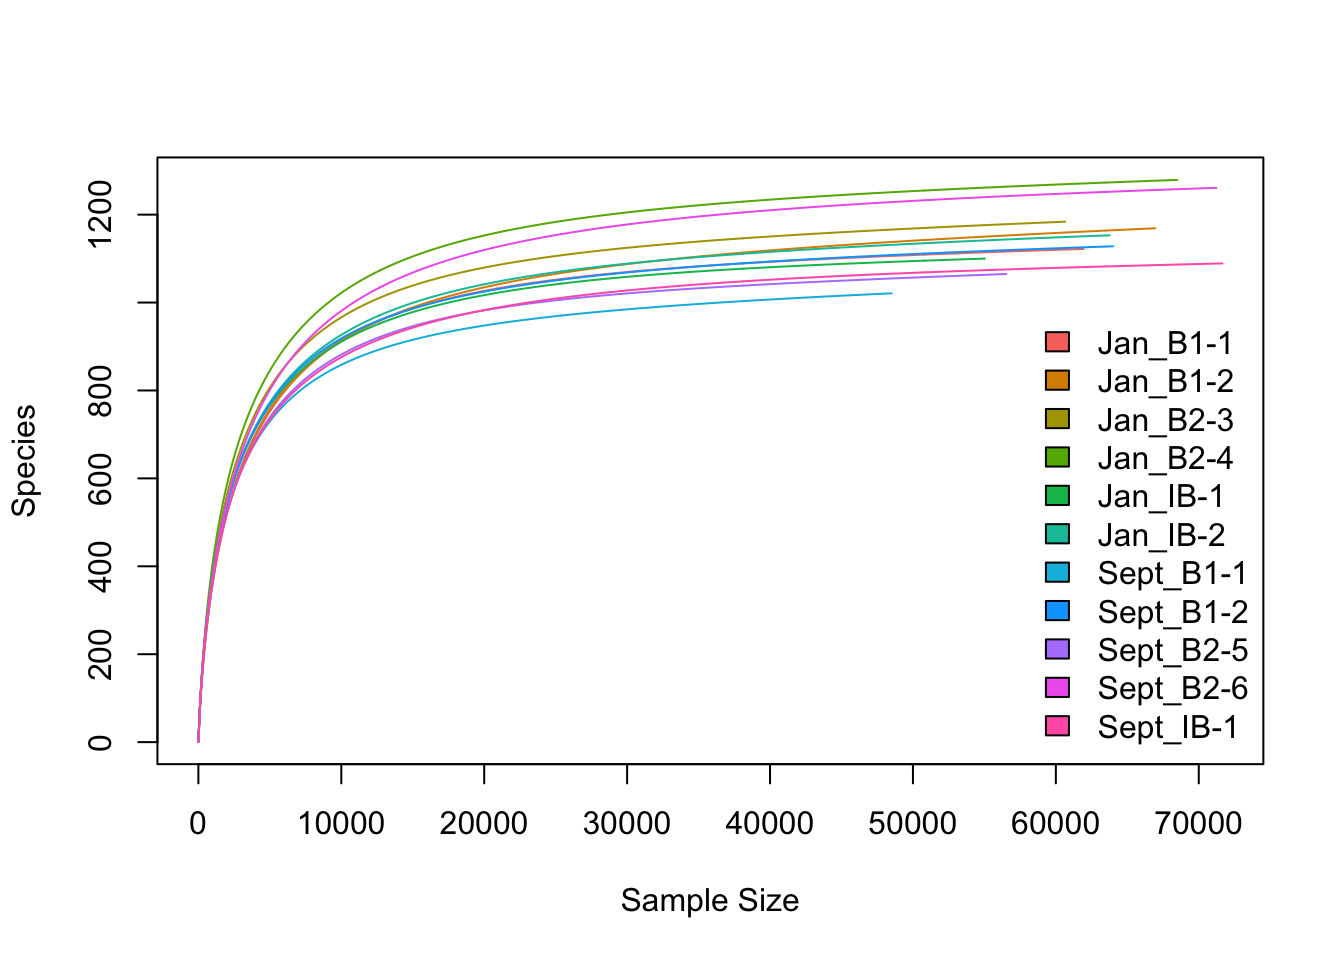 Species
1200
800
600
400
200
0
0 10000 20000 30000 40000 50000 60000 70000
Sample Size
Jan_B1-1
Jan_B1-2
Jan_B2-3
Jan_B2-4
Jan_IB-1
Jan_IB-2
Sept_B1-1
Sept_B1-2
Sept_B2-5
Sept_B2-6
Sept_IB-1